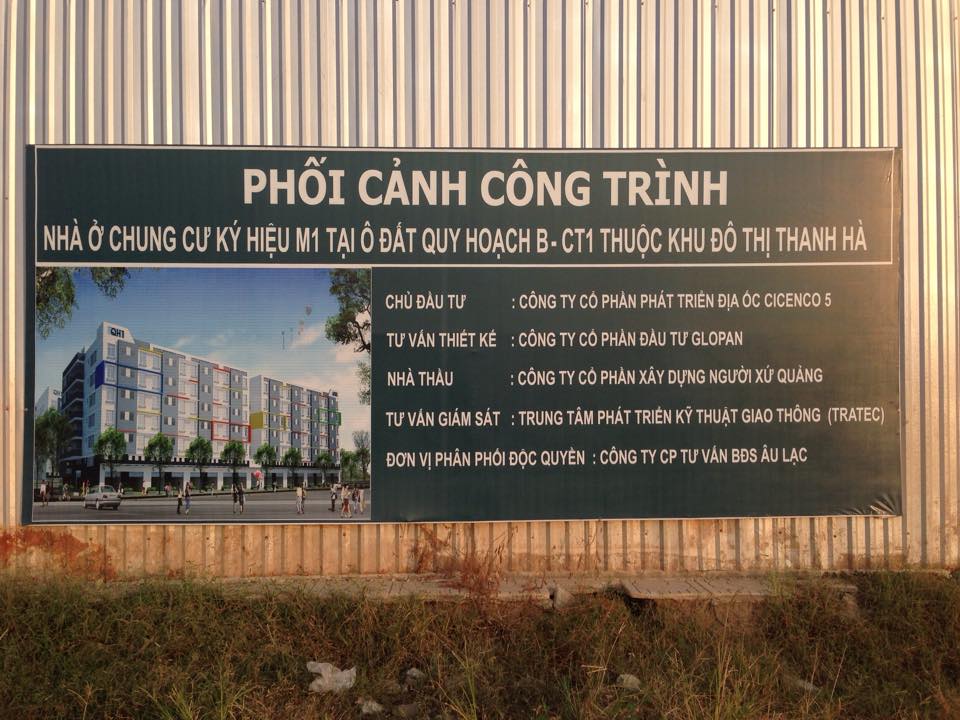 PHỐI CẢNH CÔNG TRÌNH
NHÀ Ở CHUNG CƯ KÝ HIỆU M1 TẠI Ô ĐẤT QUY HOẠCH B - CT1 THUỘC KHU ĐÔ THỊ THANH HÀ
QH1
CHỦ ĐẦU TƯ : CÔNG TY CỔ PHẦN PHÁT TRIỂN ĐỊA ỐC CICENCO 5
TƯ VẤN THIẾT KẾ : CÔNG TY CỔ PHẦN ĐẦU TƯ GLOPAN
NHÀ THẦU : CÔNG TY CỔ PHẦN XÂY DỰNG NGƯỜI XỨ QUẢNG
TƯ VẤN GIÁM SÁT : TRUNG TÂM PHÁT TRIỂN KỸ THUẬT GIAO THÔNG (TRATEC)
ĐƠN VỊ PHÂN PHỐI ĐỘC QUYỀN : CÔNG TY CP TƯ VẤN BĐS ÂU LẠC